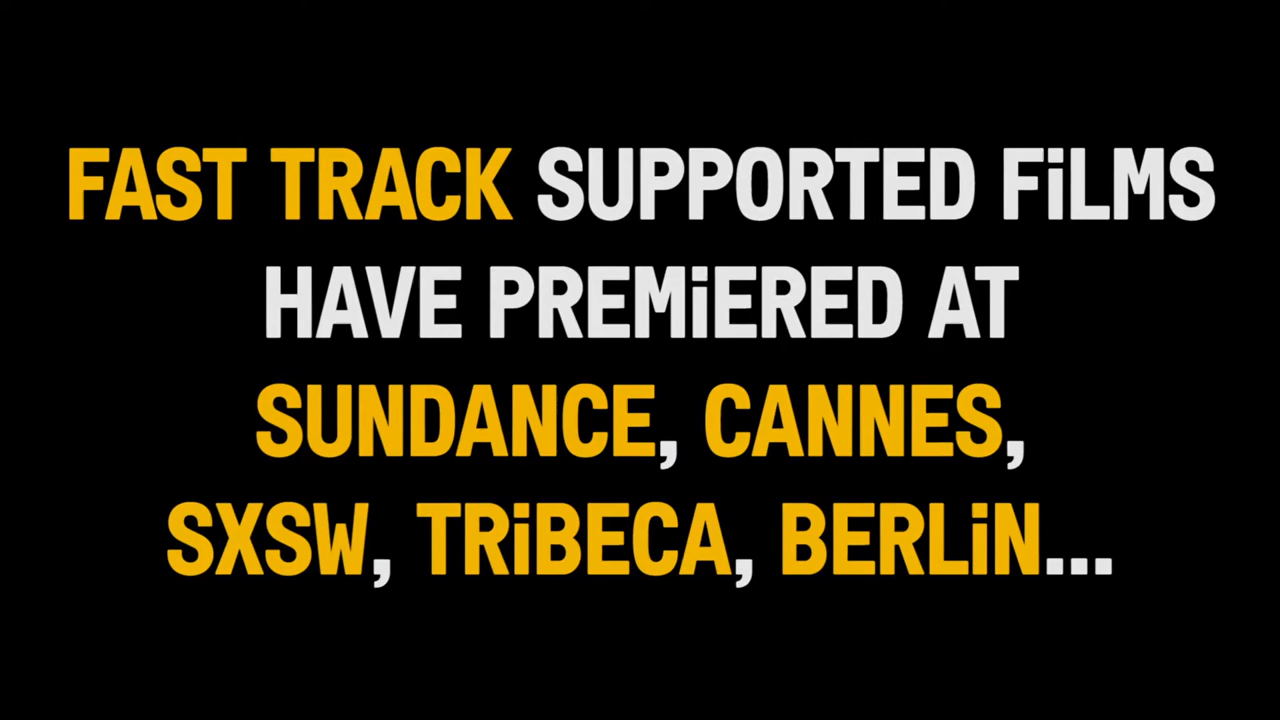 FAST TRACK SUPPORTED FiLMS
HAVE PREMiERED AT
SUNDANCE, CANNES,
SXSW, TRiBECA, BERLiN...